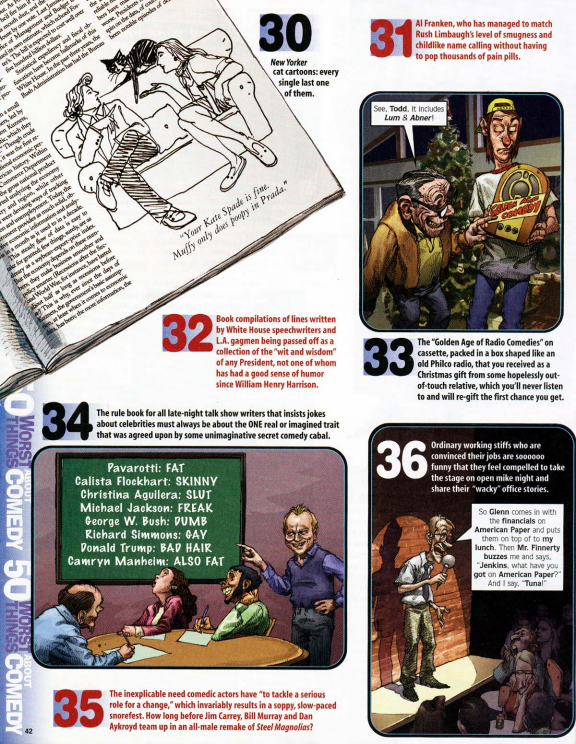 30
New Yorker
cat cartoons: every
single last one
of them.
"Your Kate Spade is fine.
Muffy only does poopy in Prada."
31
Al Franken, who has managed to match
Rush Limbaugh's level of smugness and
childlike name calling without having
to pop thousands of pain pills.
See, Todd, it includes
Lum & Abner!
GOLDEN AGE
OF COMEDY
32
Book compilations of lines written
by White House speechwriters and
L.A. gagmen being passed off as a
collection of the "wit and wisdom"
of any President, not one of whom
has had a good sense of humor
since William Henry Harrison.
33
The "Golden Age of Radio Comedies" on
cassette, packed in a box shaped like an
old Philco radio, that you received as a
Christmas gift from some hopelessly out-
of-touch relative, which you'll never listen
to and will re-gift the first chance you get.
34
The rule book for all late-night talk show writers that insists jokes
about celebrities must always be about the ONE real or imagined trait
that was agreed upon by some unimaginative secret comedy cabal.
Pavarotti: FAT
Calista Flockhart: SKINNY
Christina Aguilera: SLUT
Michael Jackson: FREAK
George W. Bush: DUMB
Richard Simmons: GAY
Donald Trump: BAD HAIR
Camryn Manheim: ALSO FAT
35
The inexplicable need comedic actors have "to tackle a serious
role for a change," which invariably results in a soppy, slow-paced
snorefest. How long before Jim Carrey, Bill Murray and Dan
Aykroyd team up in an all-male remake of Steel Magnolias?
36
Ordinary working stiffs who are
convinced their jobs are soooooo
funny that they feel compelled to take
the stage on open mike night and
share their "wacky" office stories.
So Glenn comes in with
the financials on
American Paper and puts
them on top of to my
lunch. Then Mr. Finnerty
buzzes me and says,
"Jenkins, what have you
got on American Paper?"
And I say, "Tuna!"
50 WORST THINGS ABOUT COMEDY
50 WORST THINGS ABOUT COMEDY
42